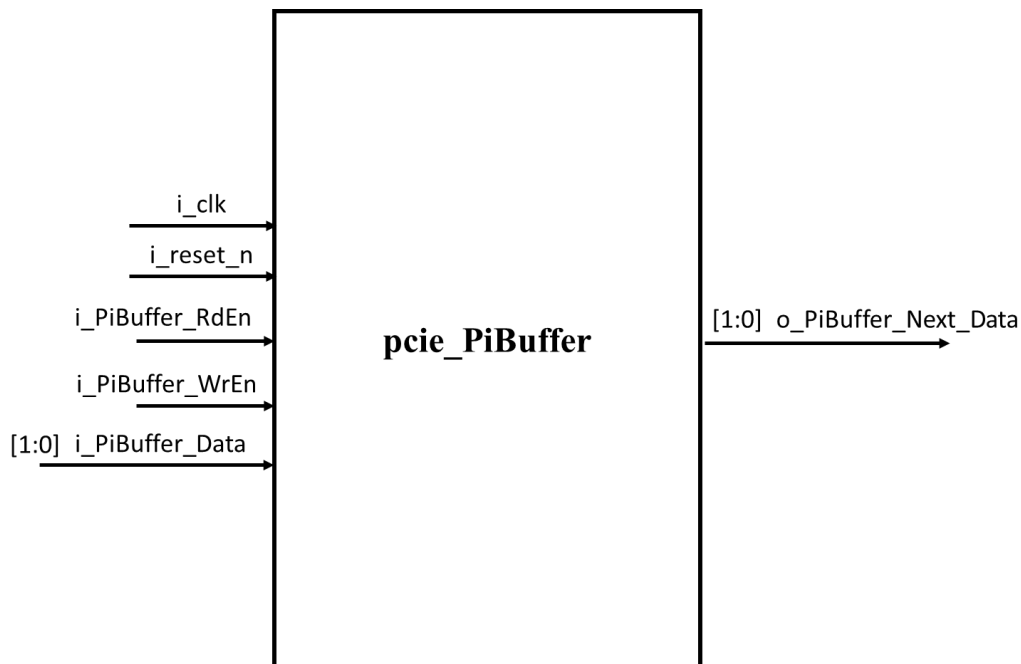 i_clk
i_reset_n
i_PiBuffer_RdEn
i_PiBuffer_WrEn
[1:0] i_PiBuffer_Data
pcie_PiBuffer
[1:0] o_PiBuffer_Next_Data